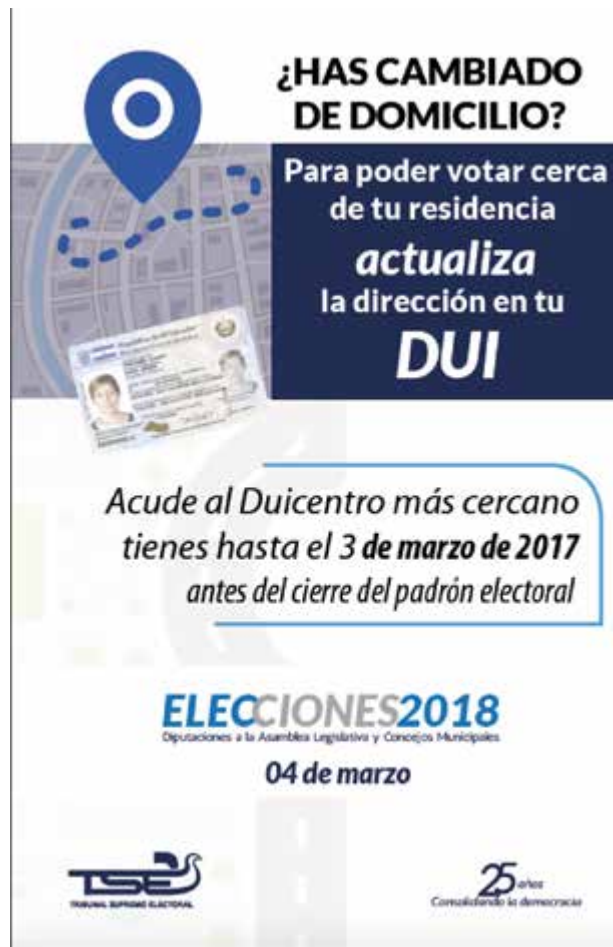 ¿HAS CAMBIADO
DE DOMICILIO?
Para poder votar cerca
de tu residencia
actualiza
la dirección en tu
DUI
Acude al Duicentro más cercano
tienes hasta el 3 de marzo de 2017
antes del cierre del padrón electoral
ELECCIONES2018
Diputaciones a la Asamblea Legislativa y Concejos Municipales
04 de marzo
TSE
TRIBUNAL SUPREMO ELECTORAL
25 años
Consolidando la democracia